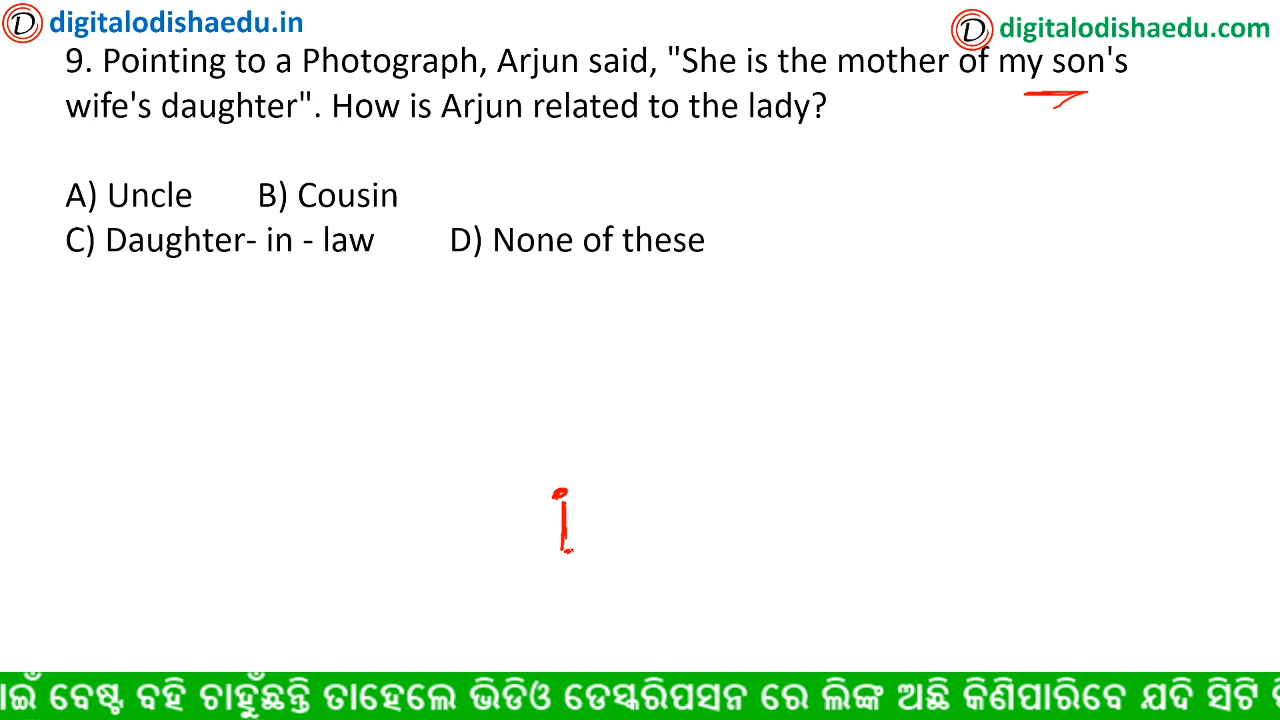 digitalodishaedu.in
digitalodishaedu.com
9. Pointing to a Photograph, Arjun said, "She is the mother of my son's
wife's daughter". How is Arjun related to the lady?
A) Uncle B) Cousin
C) Daughter- in - law D) None of these
ବେଷ୍ଟ ବହି ଚାହୁଁଛନ୍ତି ତାହେଲେ ଭିଡିଓ ଡେସ୍କରିପସନ ରେ ଲିଙ୍କ ଅଛି କିଣିପାରିବେ ଯଦି ସିଟି